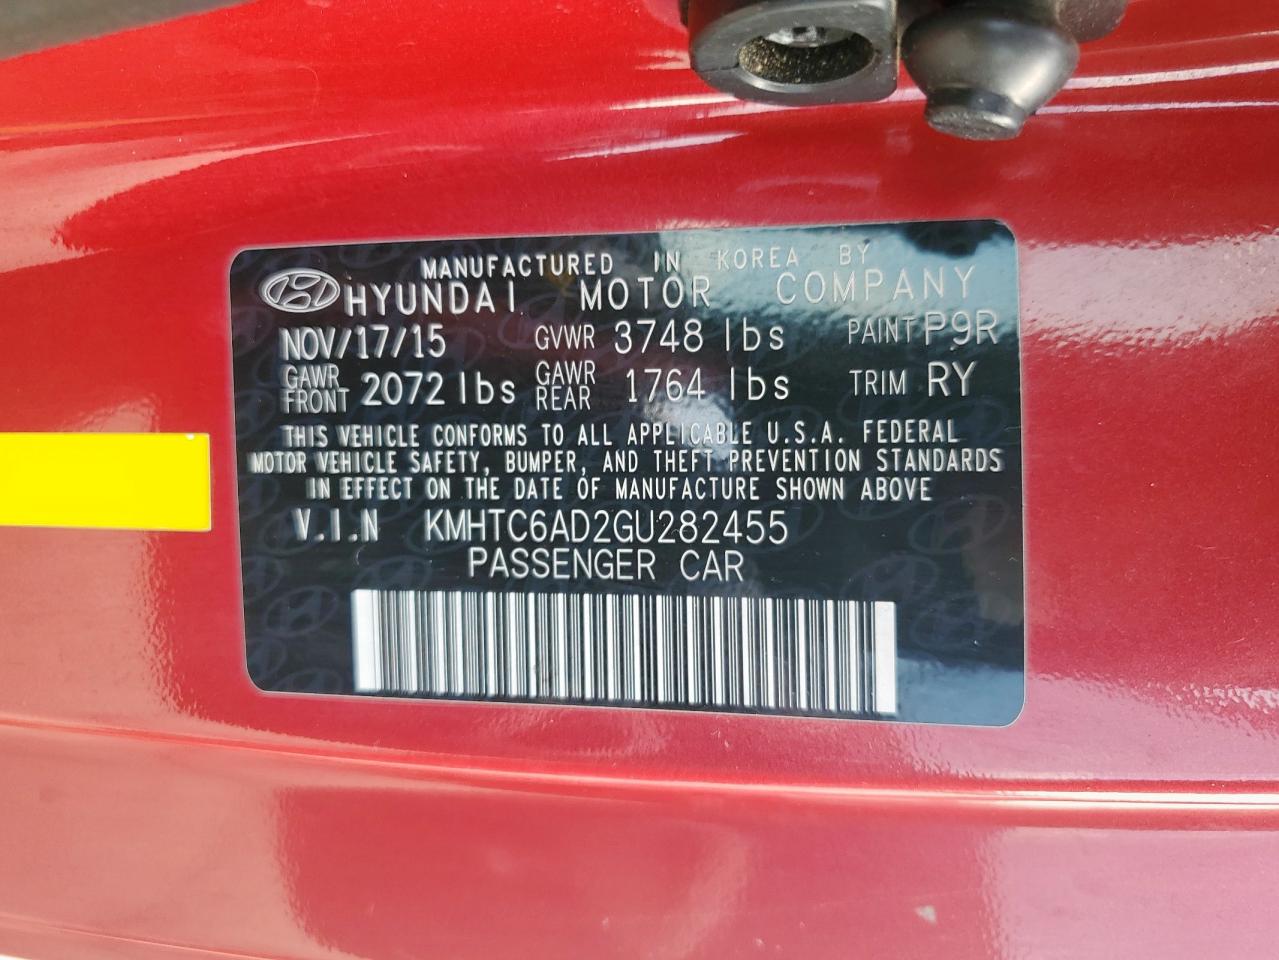 MANUFACTURED IN KOREA BY
HYUNDAI MOTOR COMPANY
NOV/17/15 GVWR 3748 lbs PAINT P9R
GAWR FRONT 2072 lbs GAWR REAR 1764 lbs TRIM RY
THIS VEHICLE CONFORMS TO ALL APPLICABLE U.S.A. FEDERAL
MOTOR VEHICLE SAFETY, BUMPER, AND THEFT PREVENTION STANDARDS
IN EFFECT ON THE DATE OF MANUFACTURE SHOWN ABOVE
V.I.N KMHTC6AD2GU282455
PASSENGER CAR